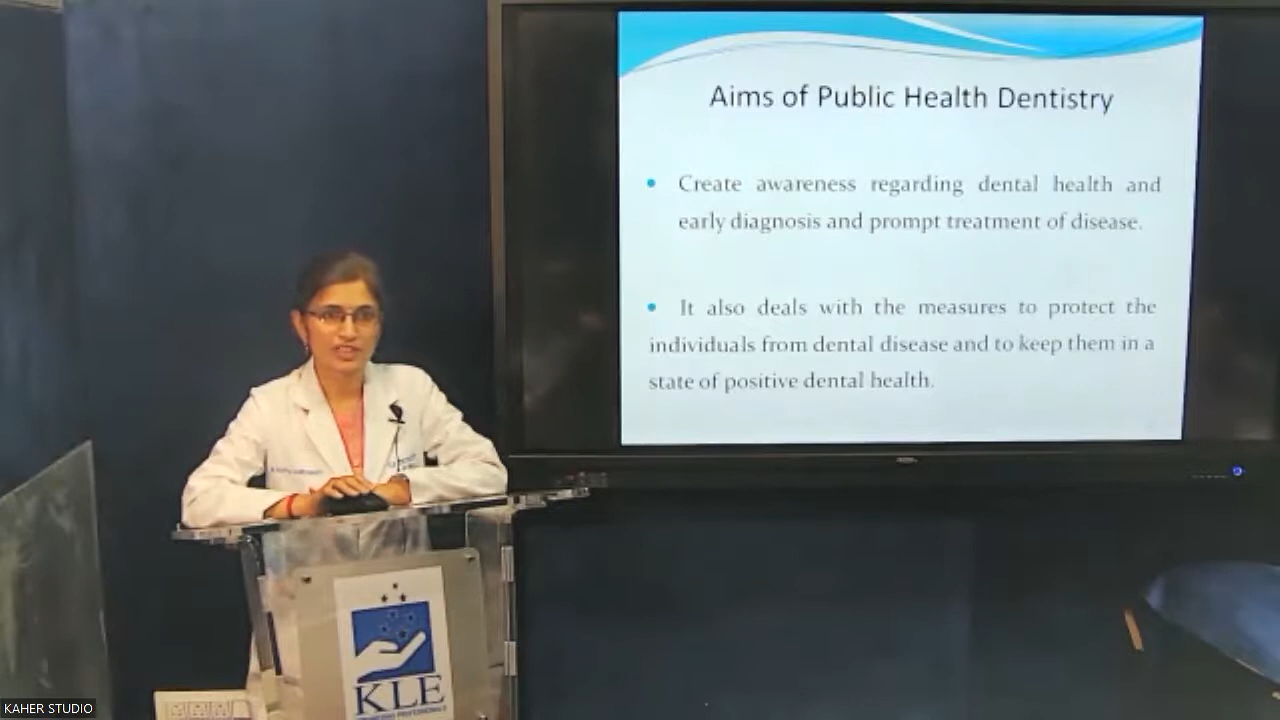 Aims of Public Health Dentistry
Create awareness regarding dental health and
early diagnosis and prompt treatment of disease.
It also deals with the measures to protect the
individuals from dental disease and to keep them in a
state of positive dental health.
KLE
KAHER STUDIO